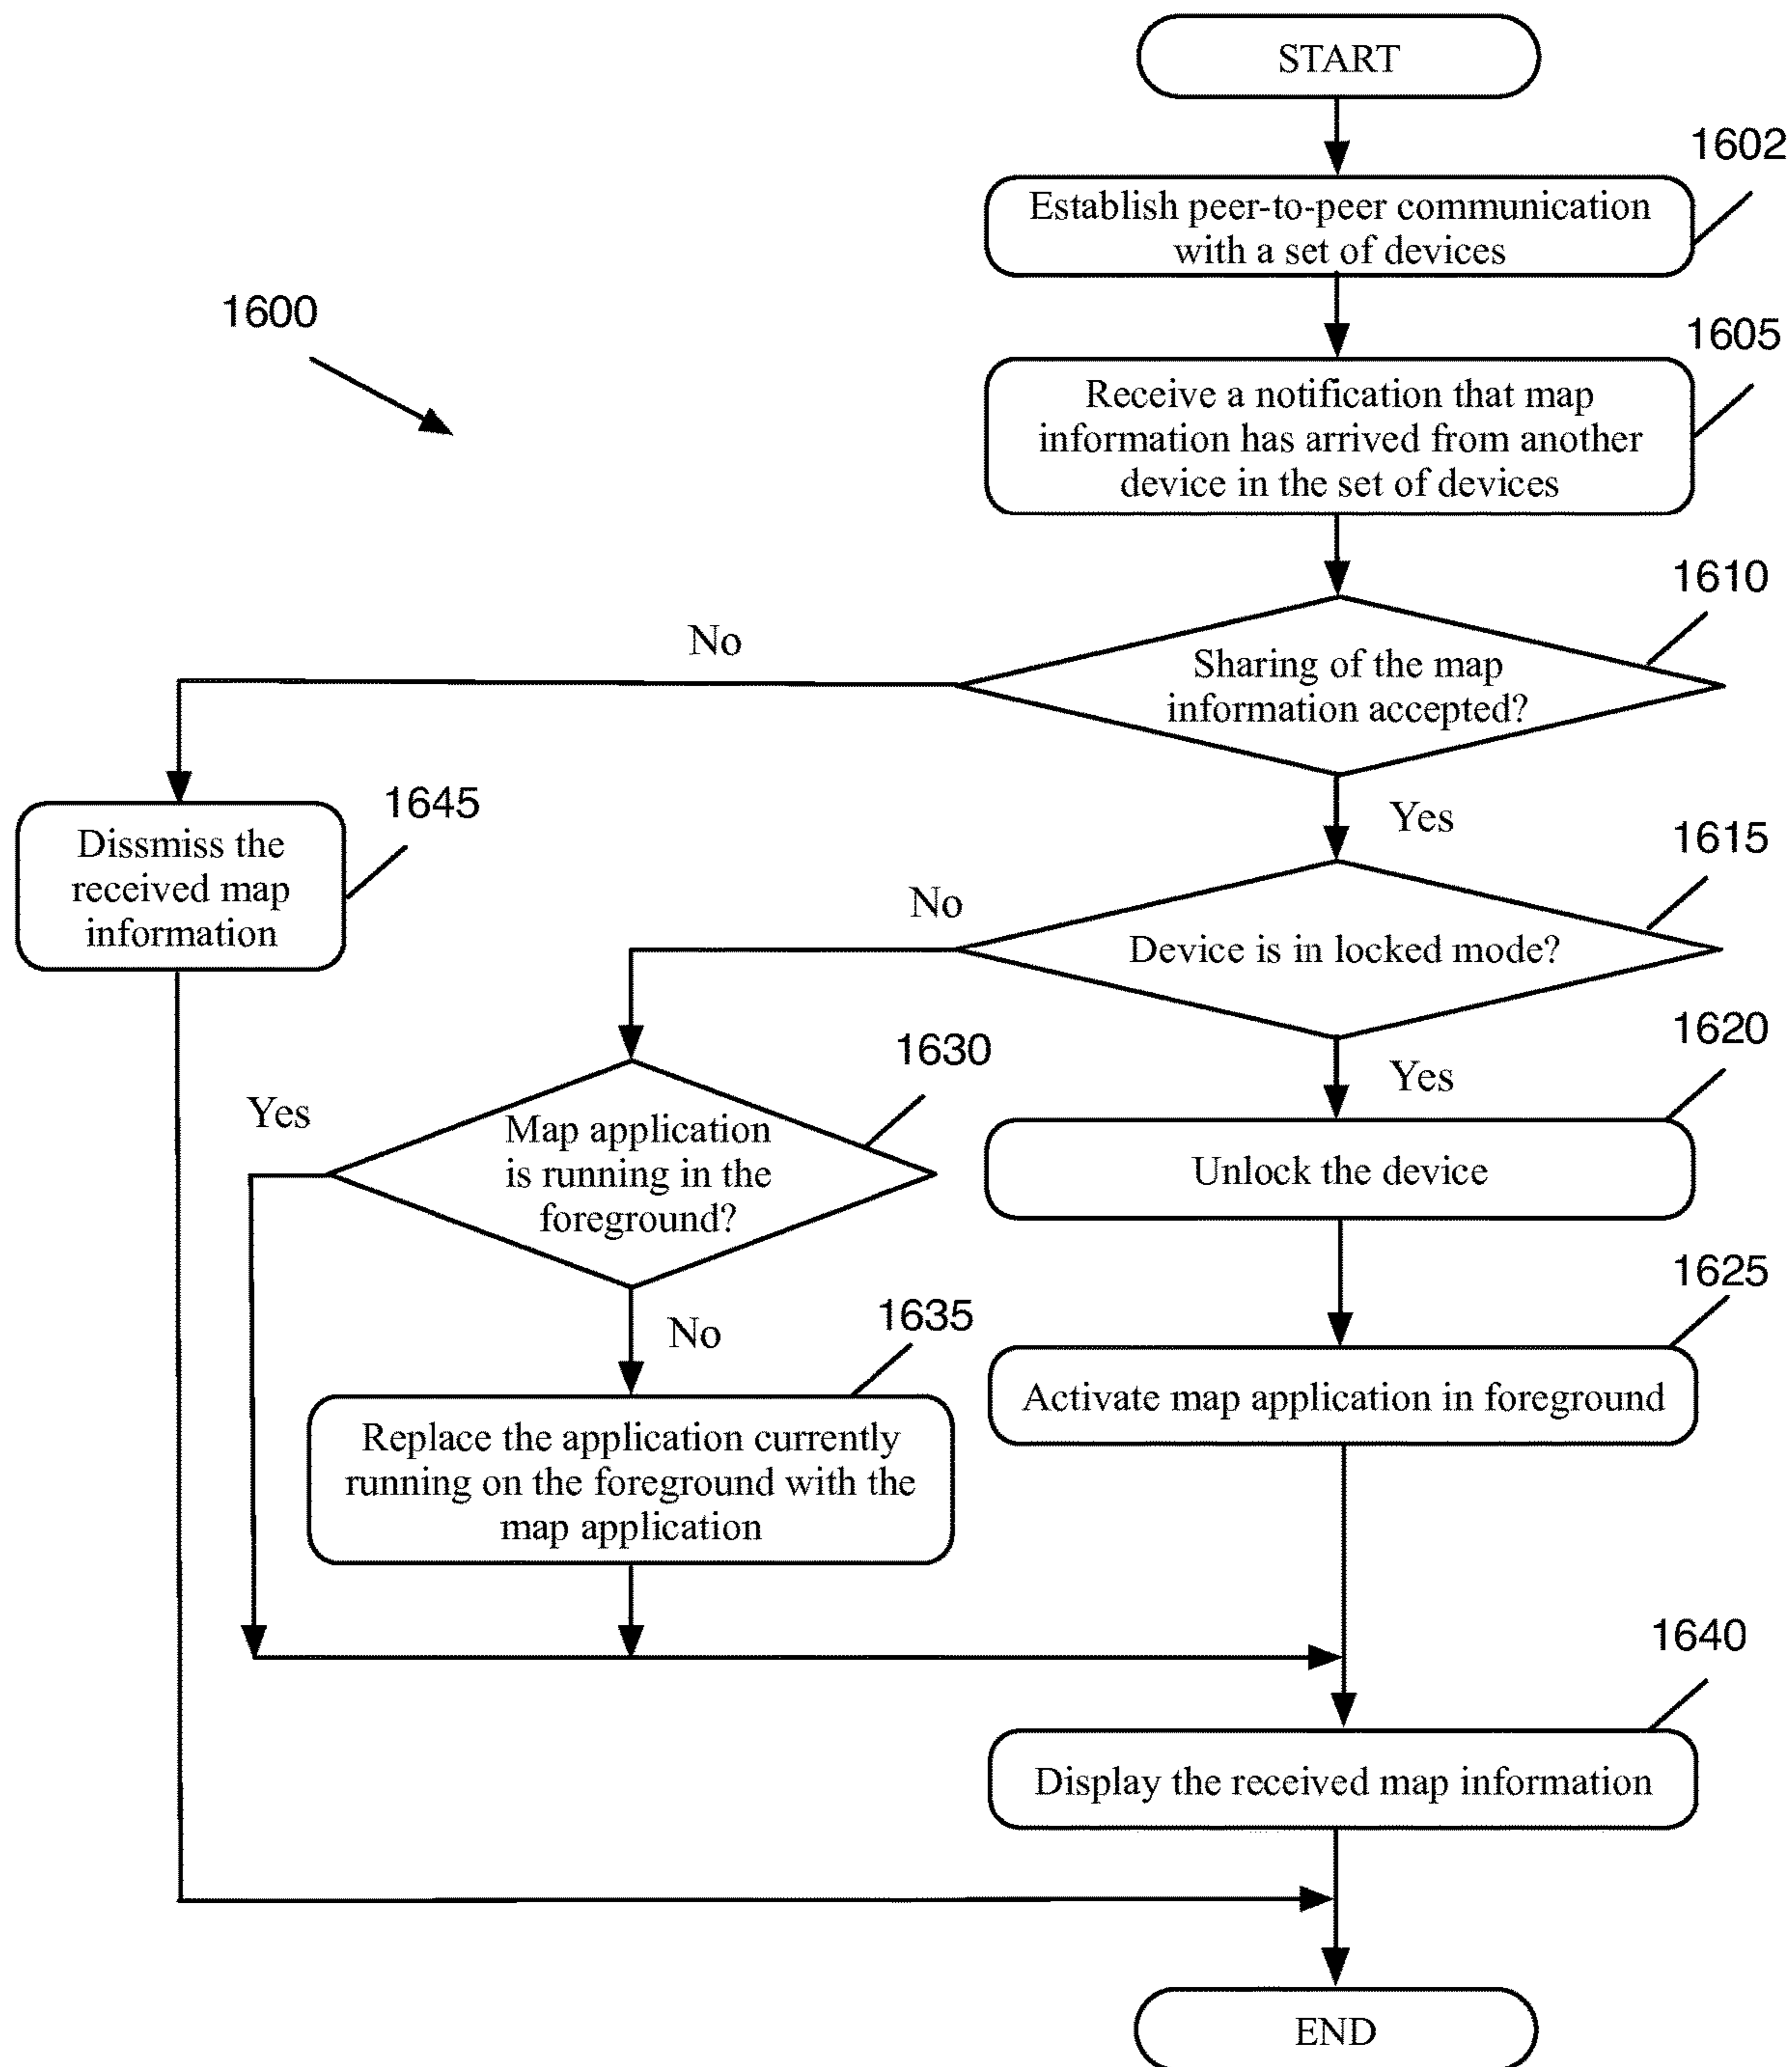 START
1602
Establish peer-to-peer communication
with a set of devices
1600
1605
Receive a notification that map
information has arrived from another
device in the set of devices
1610
No
Sharing of the map
information accepted?
Yes
1645
Dissmiss the
received map
information
1615
No
Device is in locked mode?
Yes
1620
Unlock the device
1630
Yes
Map application
is running in the
foreground?
No
1625
Activate map application in foreground
1635
Replace the application currently
running on the foreground with the
map application
1640
Display the received map information
END